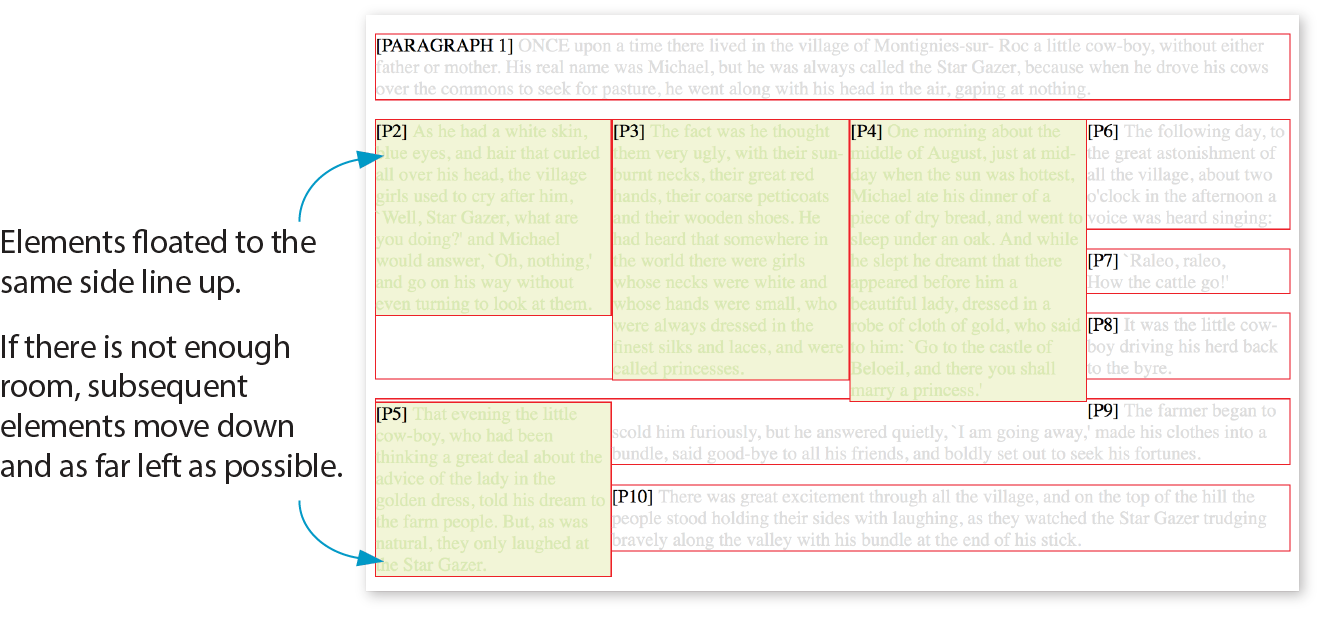 Elements floated to the
same side line up.
If there is not enough
room, subsequent
elements move down
and as far left as possible.
[PARAGRAPH 1] ONCE upon a time there lived in the village of Montignies-sur- Roc a little cow-boy, without either
father or mother. His real name was Michael, but he was always called the Star Gazer, because when he drove his cows
over the commons to seek for pasture, he went along with his head in the air, gaping at nothing.
[P2] As he had a white skin,
blue eyes, and hair that curled
all over his head, the village
girls used to cry after him,
`Well, Star Gazer, what are
you doing?' and Michael
would answer, `Oh, nothing,'
and go on his way without
even turning to look at them.
[P3] The fact was he thought
them very ugly, with their sun-
burnt necks, their great red
hands, their coarse petticoats
and their wooden shoes. He
had heard that somewhere in
the world there were girls
whose necks were white and
whose hands were small, who
were always dressed in the
finest silks and laces, and were
called princesses.
[P4] One morning about the
middle of August, just at mid-
day when the sun was hottest,
Michael ate his dinner of a
piece of dry bread, and went to
sleep under an oak. And while
he slept he dreamt that there
appeared before him a
beautiful lady, dressed in a
robe of cloth of gold, who said
to him: `Go to the castle of
Beloeil, and there you shall
marry a princess.'
[P5] That evening the little
cow-boy, who had been
thinking a great deal about the
advice of the lady in the
golden dress, told his dream to
the farm people. But, as was
natural, they only laughed at
the Star Gazer.
[P6] The following day, to
the great astonishment of
all the village, about two
o'clock in the afternoon a
voice was heard singing:
[P7] `Raleo, raleo,
How the cattle go!'
[P8] It was the little cow-
boy driving his herd back
to the byre.
[P9] The farmer began to
scold him furiously, but he answered quietly, `I am going away,' made his clothes into a
bundle, said good-bye to all his friends, and boldly set out to seek his fortunes.
[P10] There was great excitement through all the village, and on the top of the hill the
people stood holding their sides with laughing, as they watched the Star Gazer trudging
bravely along the valley with his bundle at the end of his stick.